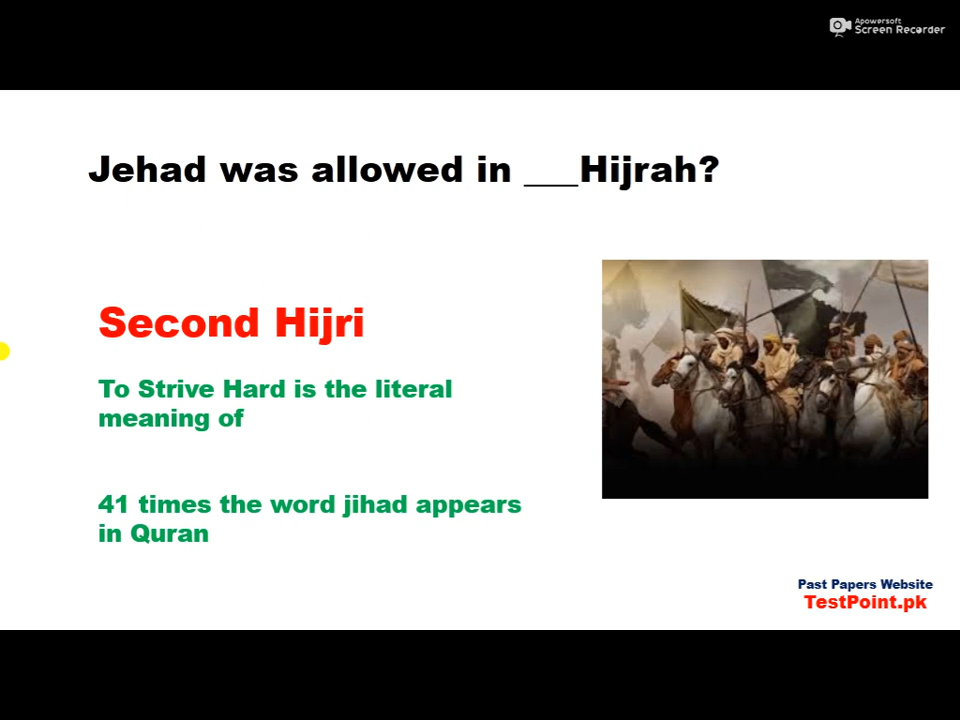 Apowersoft
Screen Recorder
Jehad was allowed in ___Hijrah?
Second Hijri
To Strive Hard is the literal
meaning of
41 times the word jihad appears
in Quran
Past Papers Website
TestPoint.pk